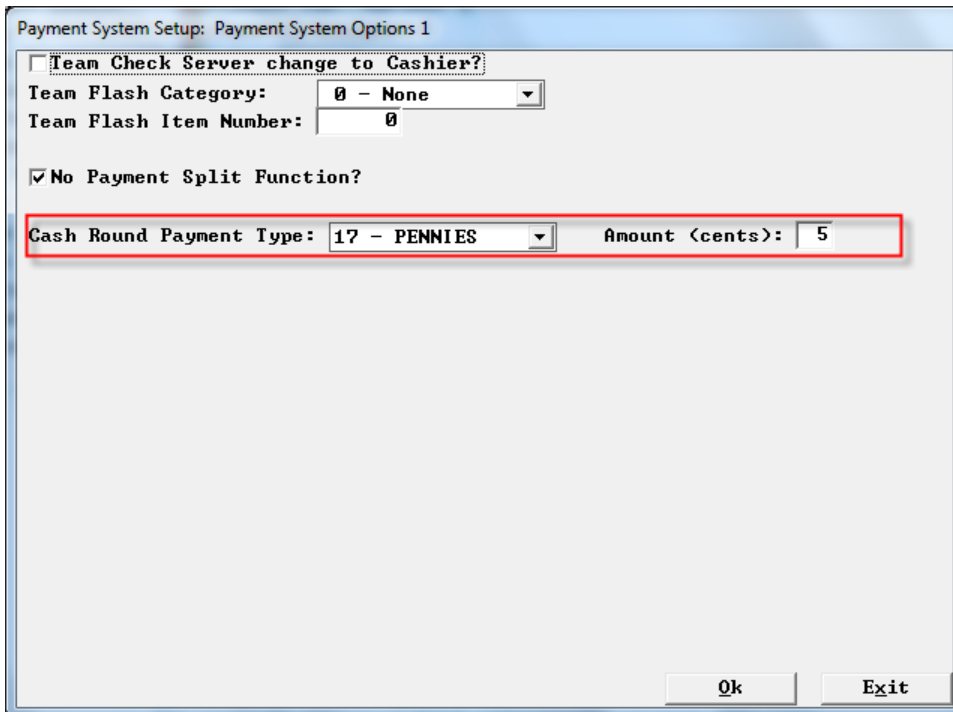 Payment System Setup: Payment System Options 1
Team Check Server change to Cashier?
Team Flash Category: 0 - None
Team Flash Item Number: 0
No Payment Split Function?
Cash Round Payment Type: 17 - PENNIES Amount (cents): 5
Ok Exit